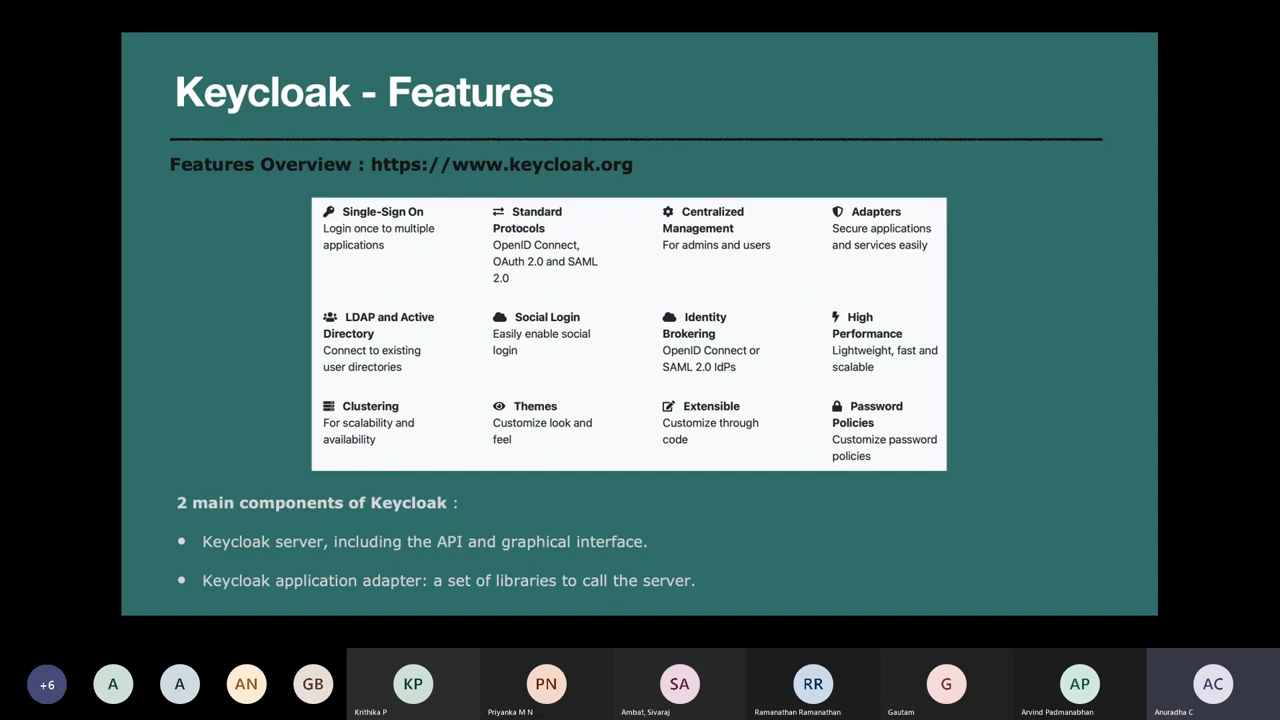 Keycloak - Features
Features Overview : https://www.keycloak.org
Single-Sign On
Login once to multiple
applications
Standard
Protocols
OpenID Connect,
OAuth 2.0 and SAML
2.0
Centralized
Management
For admins and users
Adapters
Secure applications
and services easily
LDAP and Active
Directory
Connect to existing
user directories
Social Login
Easily enable social
login
Identity
Brokering
OpenID Connect or
SAML 2.0 IdPs
High
Performance
Lightweight, fast and
scalable
Clustering
For scalability and
availability
Themes
Customize look and
feel
Extensible
Customize through
code
Password
Policies
Customize password
policies
2 main components of Keycloak :
• Keycloak server, including the API and graphical interface.
• Keycloak application adapter: a set of libraries to call the server.
+6
A
A
AN
GB
KP
Krithika P
PN
Priyanka M N
SA
Ambat, Sivaraj
RR
Ramanathan Ramanathan
G
Gautam
AP
Arvind Padmanabhan
AC
Anuradha C